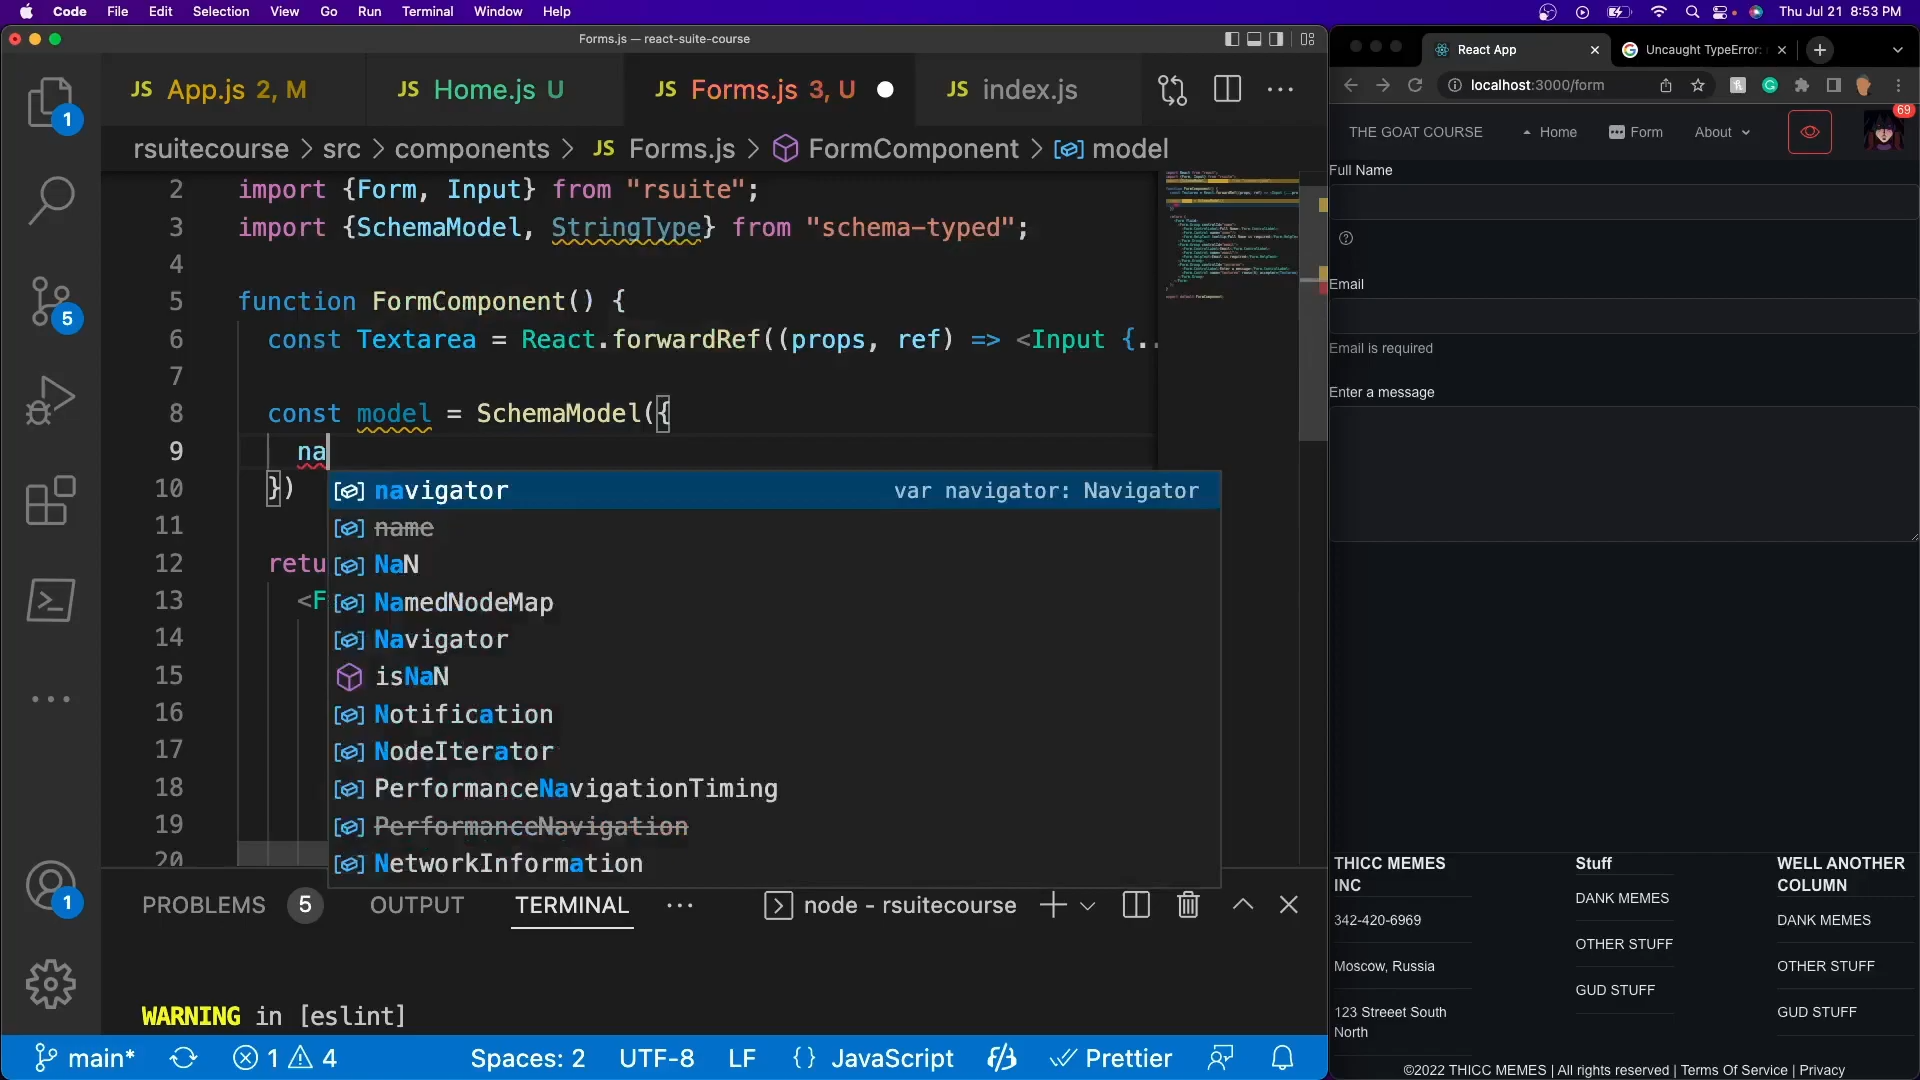 Code File Edit Selection View Go Run Terminal Window Help
Thu Jul 21 8:53 PM
Forms.js — react-suite-course
JS App.js 2, M
JS Home.js U
JS Forms.js 3, U
JS index.js
rsuitecourse > src > components > JS Forms.js > FormComponent > model
2 import {Form, Input} from "rsuite";
3 import {SchemaModel, StringType} from "schema-typed";
4
5 function FormComponent() {
6 const Textarea = React.forwardRef((props, ref) => <Input {..
7
8 const model = SchemaModel({
9 na
10 })
11
12 retu
13 <F
14
15
16
17
18
19
20
navigator var navigator: Navigator
name
NaN
NamedNodeMap
Navigator
isNaN
Notification
NodeIterator
PerformanceNavigationTiming
PerformanceNavigation
NetworkInformation
1
5
1
PROBLEMS 5 OUTPUT TERMINAL ··· node - rsuitecourse
WARNING in [eslint]
main* 1 4 Spaces: 2 UTF-8 LF {} JavaScript Prettier
React App
Uncaught TypeError:
localhost:3000/form
THE GOAT COURSE Home Form About
69
Full Name
Email
Email is required
Enter a message
THICC MEMES INC
342-420-6969
Moscow, Russia
123 Streeet South North
Stuff
DANK MEMES
OTHER STUFF
GUD STUFF
WELL ANOTHER COLUMN
DANK MEMES
OTHER STUFF
GUD STUFF
©2022 THICC MEMES | All rights reserved | Terms Of Service | Privacy